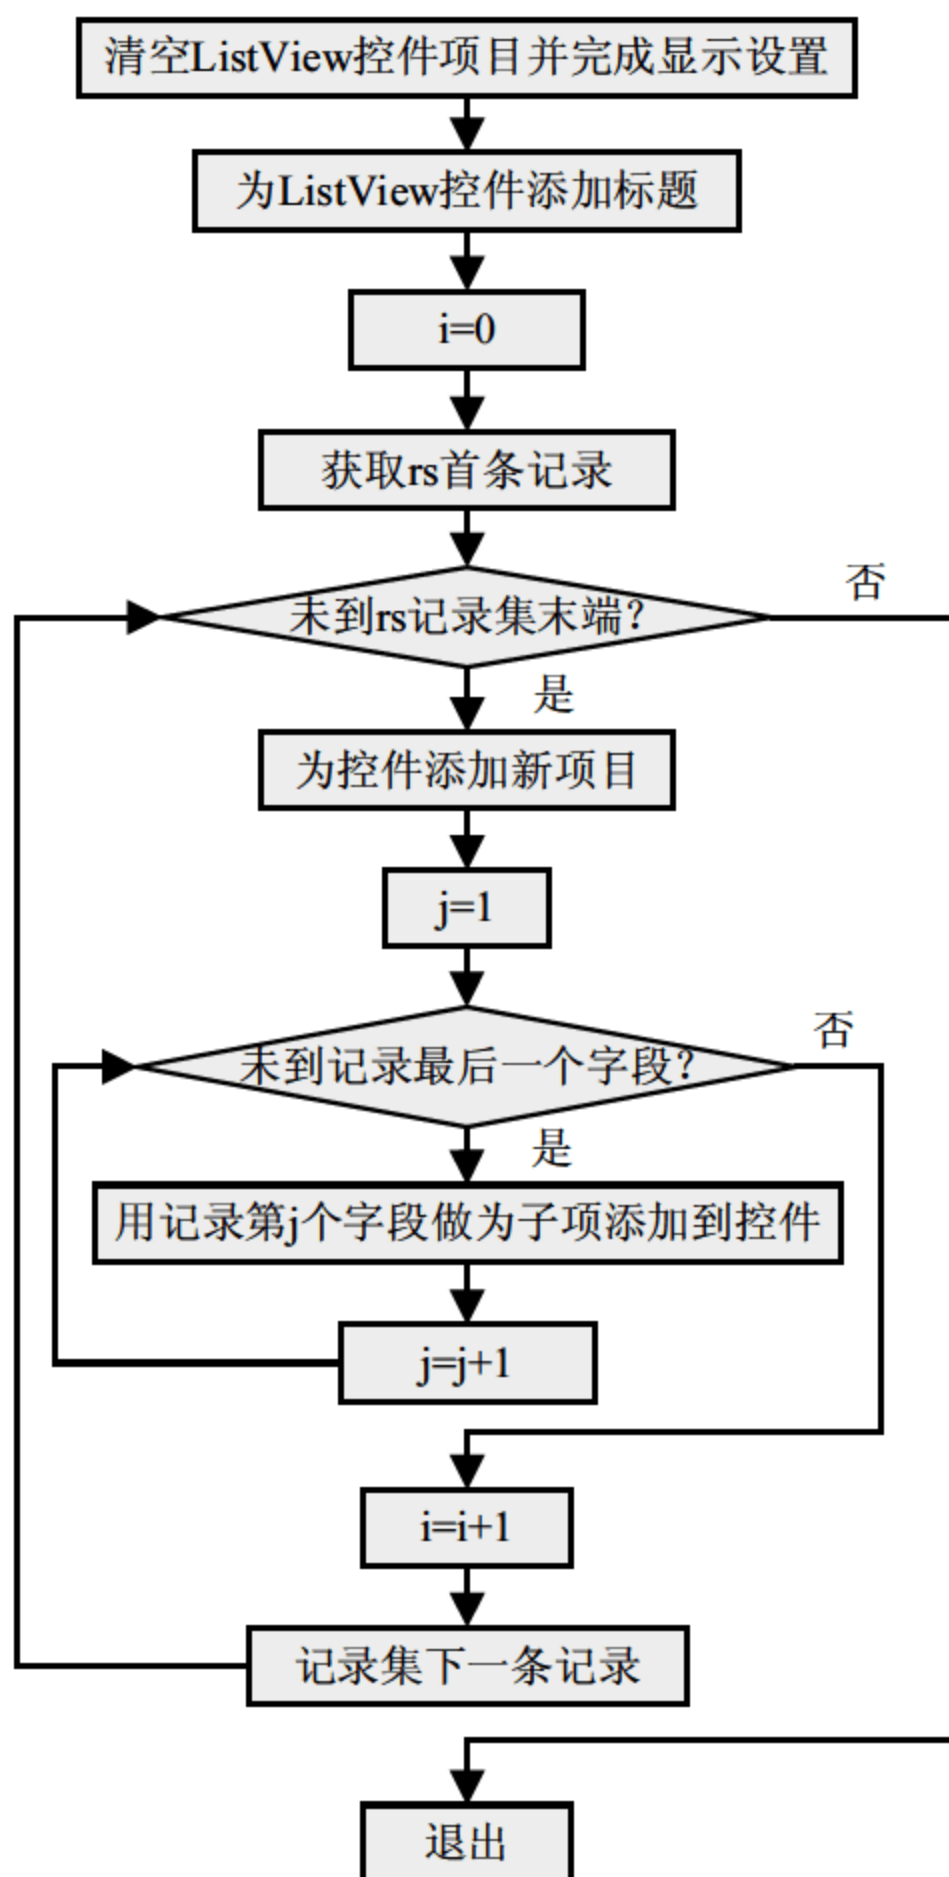 清空ListView控件项目并完成显示设置
为ListView控件添加标题
i=0
获取rs首条记录
否
未到rs记录集末端?
是
为控件添加新项目
j=1
否
未到记录最后一个字段?
是
用记录第j个字段做为子项添加到控件
j=j+1
i=i+1
记录集下一条记录
退出